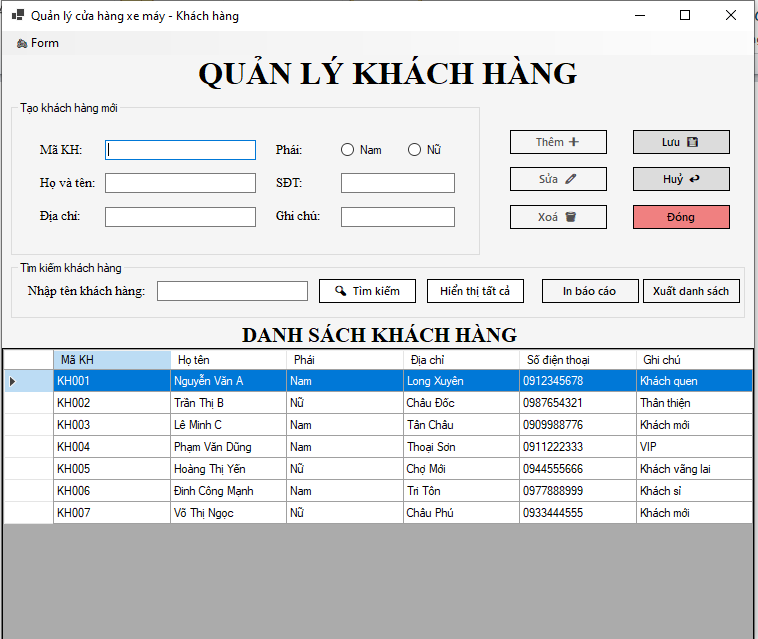 Quản lý cửa hàng xe máy - Khách hàng
Form
QUẢN LÝ KHÁCH HÀNG
Tạo khách hàng mới
Mã KH:
Phái:
Nam
Nữ
Thêm
Lưu
Họ và tên:
SĐT:
Sửa
Huỷ
Địa chỉ:
Ghi chú:
Xoá
Đóng
Tìm kiếm khách hàng
Nhập tên khách hàng:
Tìm kiếm
Hiển thị tất cả
In báo cáo
Xuất danh sách
DANH SÁCH KHÁCH HÀNG
Mã KH Họ tên Phái Địa chỉ Số điện thoại Ghi chú
KH001 Nguyễn Văn A Nam Long Xuyên 0912345678 Khách quen
KH002 Trần Thị B Nữ Châu Đốc 0987654321 Thân thiện
KH003 Lê Minh C Nam Tân Châu 0909988776 Khách mới
KH004 Phạm Văn Dũng Nam Thoại Sơn 0911222333 VIP
KH005 Hoàng Thị Yến Nữ Chợ Mới 0944555666 Khách vãng lai
KH006 Đinh Công Mạnh Nam Tri Tôn 0977888999 Khách sỉ
KH007 Võ Thị Ngọc Nữ Châu Phú 0933444555 Khách mới